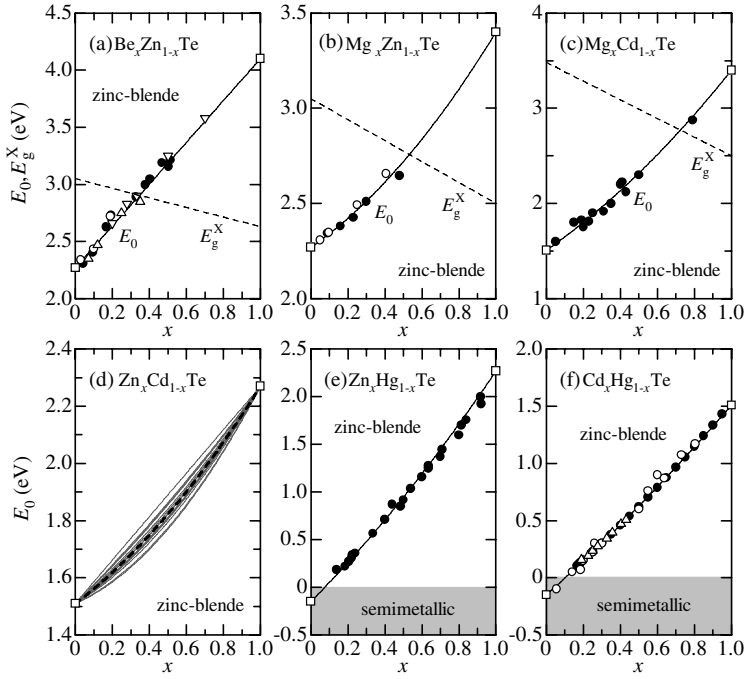 (a) BeₓZn₁₋ₓTe
zinc-blende
E₀
E_g^X
E₀, E_g^X (eV)
4.5
4.0
3.5
3.0
2.5
2.0
0 0.2 0.4 0.6 0.8 1.0
x
(b) MgₓZn₁₋ₓTe
E₀
E_g^X
zinc-blende
3.5
3.0
2.5
2.0
0 0.2 0.4 0.6 0.8 1.0
x
(c) MgₓCd₁₋ₓTe
E_g^X
E₀
zinc-blende
4
3
2
1
0 0.2 0.4 0.6 0.8 1.0
x
(d) ZnₓCd₁₋ₓTe
zinc-blende
E₀ (eV)
2.4
2.2
2.0
1.8
1.6
1.4
0 0.2 0.4 0.6 0.8 1.0
x
(e) ZnₓHg₁₋ₓTe
zinc-blende
semimetallic
2.5
2.0
1.5
1.0
0.5
0
-0.5
0 0.2 0.4 0.6 0.8 1.0
x
(f) CdₓHg₁₋ₓTe
zinc-blende
semimetallic
2.5
2.0
1.5
1.0
0.5
0
-0.5
0 0.2 0.4 0.6 0.8 1.0
x